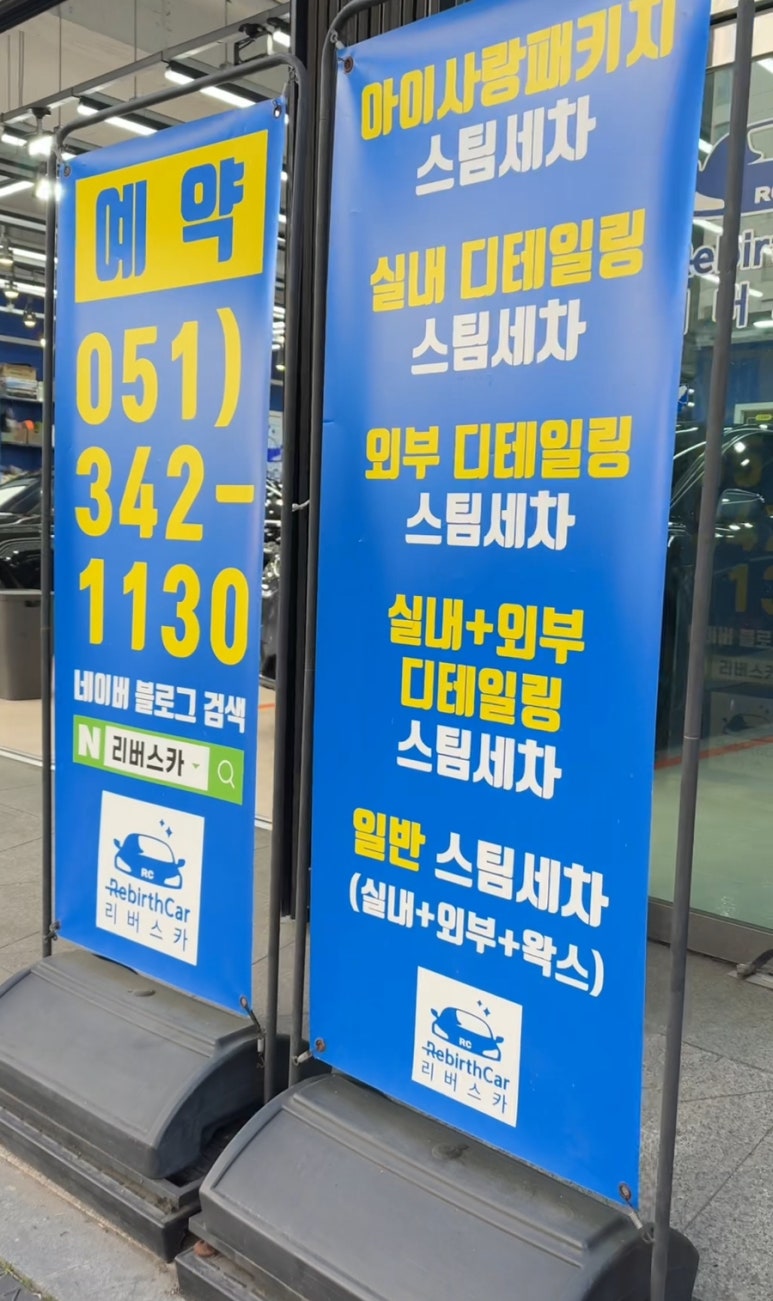 예 약
051)
342-
1130
네이버 블로그 검색
N 리버스카
RC
RebirthCar
리버스카
아이사랑패키지
스팀세차
실내 디테일링
스팀세차
외부 디테일링
스팀세차
실내+외부
디테일링
스팀세차
일반 스팀세차
(실내+외부+왁스)
RC
RebirthCar
리버스카